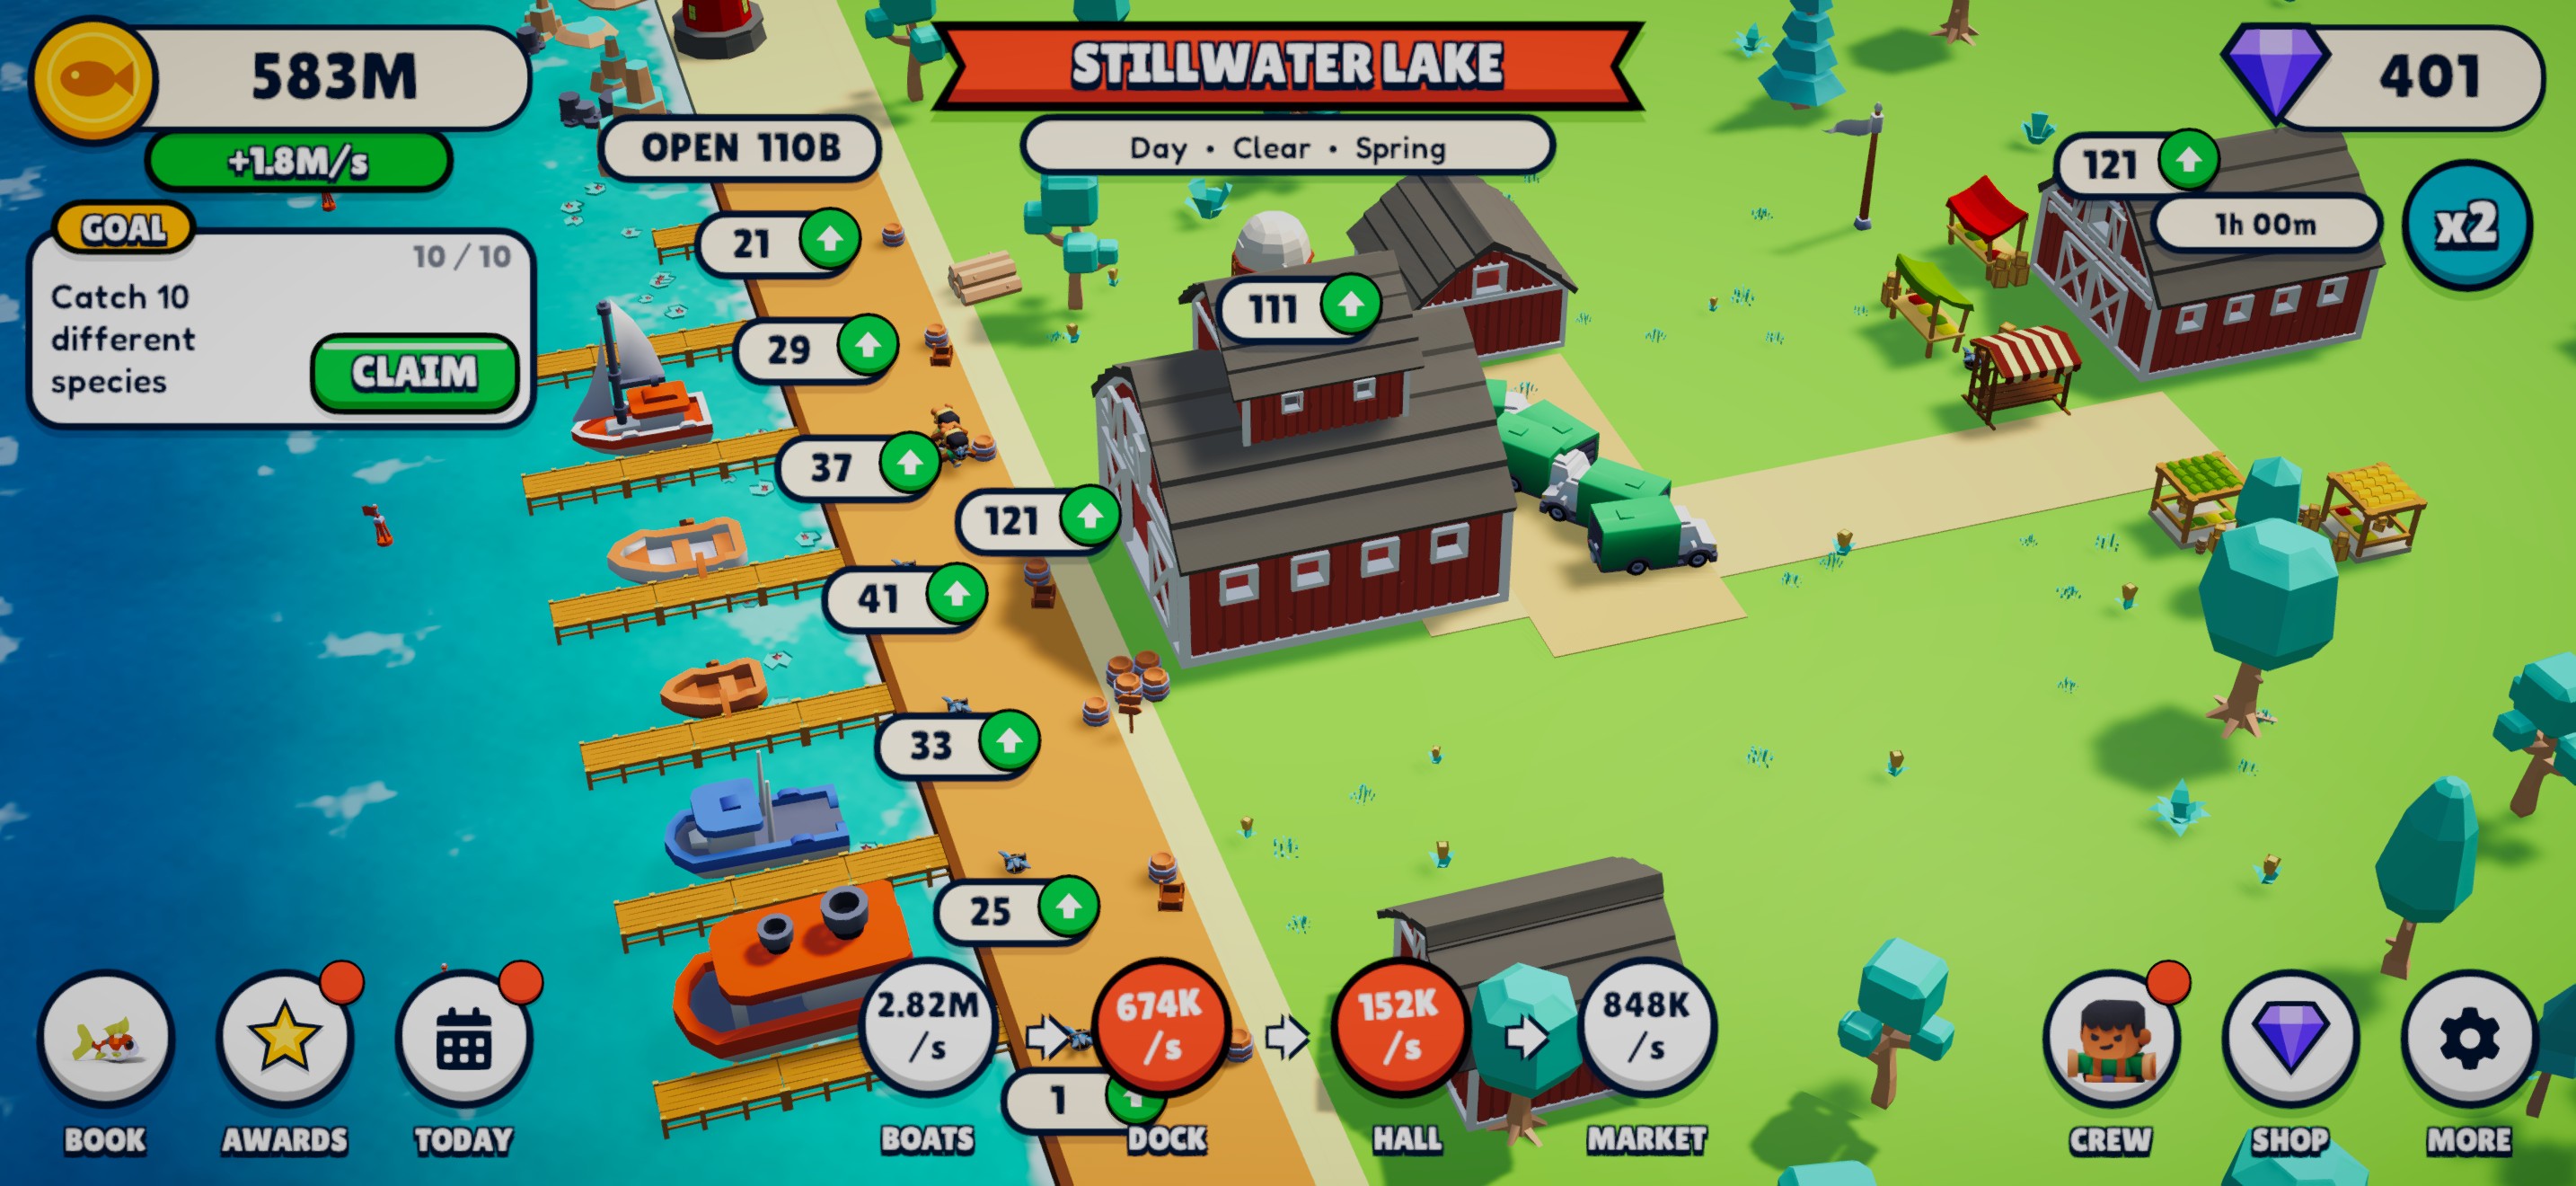 583M
+1.8M/s
STILLWATER LAKE
Day • Clear • Spring
401
OPEN 110B
GOAL
10 / 10
Catch 10
different
species
CLAIM
21
29
37
121
41
33
25
1
111
121
1h 00m
x2
2.82M
/s
674K
/s
152K
/s
848K
/s
BOOK
AWARDS
TODAY
BOATS
DOCK
HALL
MARKET
CREW
SHOP
MORE